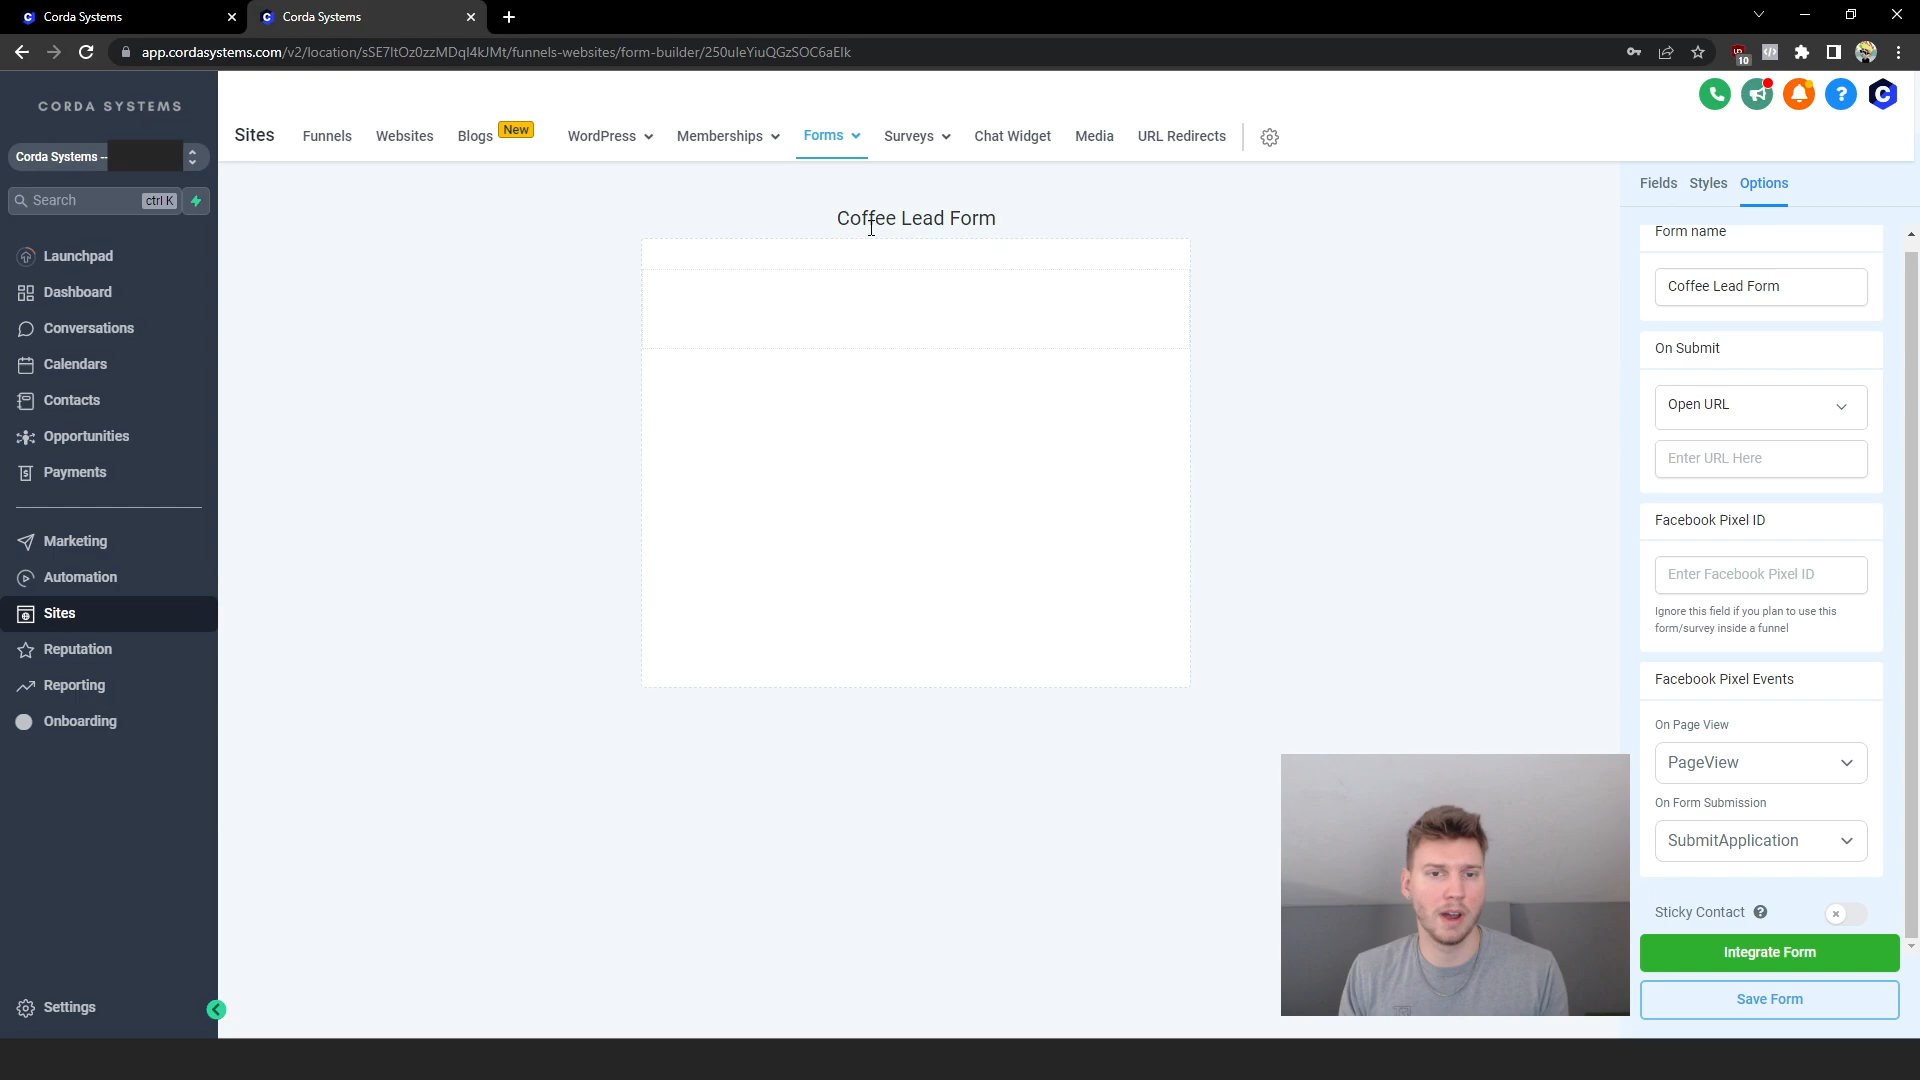 Corda Systems
Corda Systems
app.cordasystems.com/v2/location/sSE7ItOz0zzMDqI4kJMt/funnels-websites/form-builder/250uleYiuQGzSOC6aElk
10
CORDA SYSTEMS
Corda Systems --
Search
ctrl K
Launchpad
Dashboard
Conversations
Calendars
Contacts
Opportunities
Payments
Marketing
Automation
Sites
Reputation
Reporting
Onboarding
Settings
Sites
Funnels
Websites
Blogs
New
WordPress
Memberships
Forms
Surveys
Chat Widget
Media
URL Redirects
Coffee Lead Form
Fields
Styles
Options
Form name
Coffee Lead Form
On Submit
Open URL
Enter URL Here
Facebook Pixel ID
Enter Facebook Pixel ID
Ignore this field if you plan to use this
form/survey inside a funnel
Facebook Pixel Events
On Page View
PageView
On Form Submission
SubmitApplication
Sticky Contact
Integrate Form
Save Form